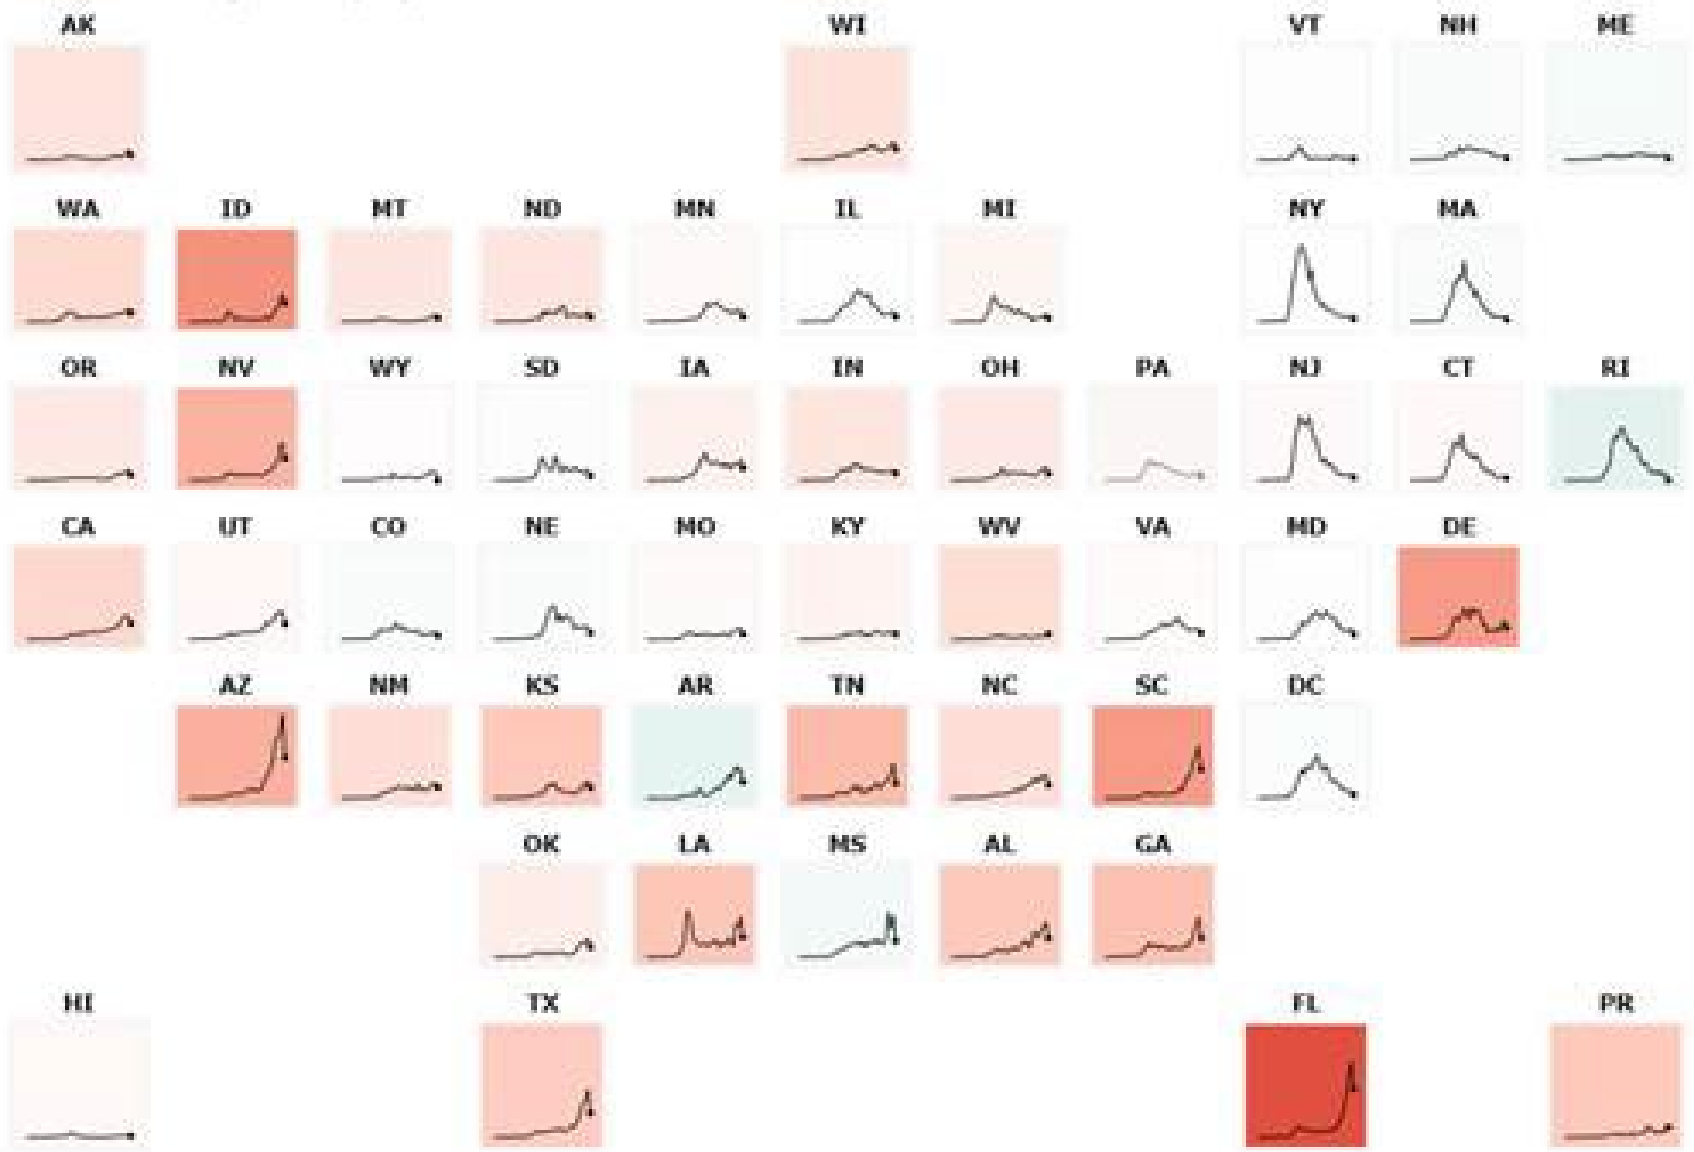 AK WI VT NH ME
WA ID MT ND MN IL MI NY MA
OR NV WY SD IA IN OH PA NJ CT RI
CA UT CO NE MO KY WV VA MD DE
AZ NM KS AR TN NC SC DC
OK LA MS AL GA
HI TX FL PR